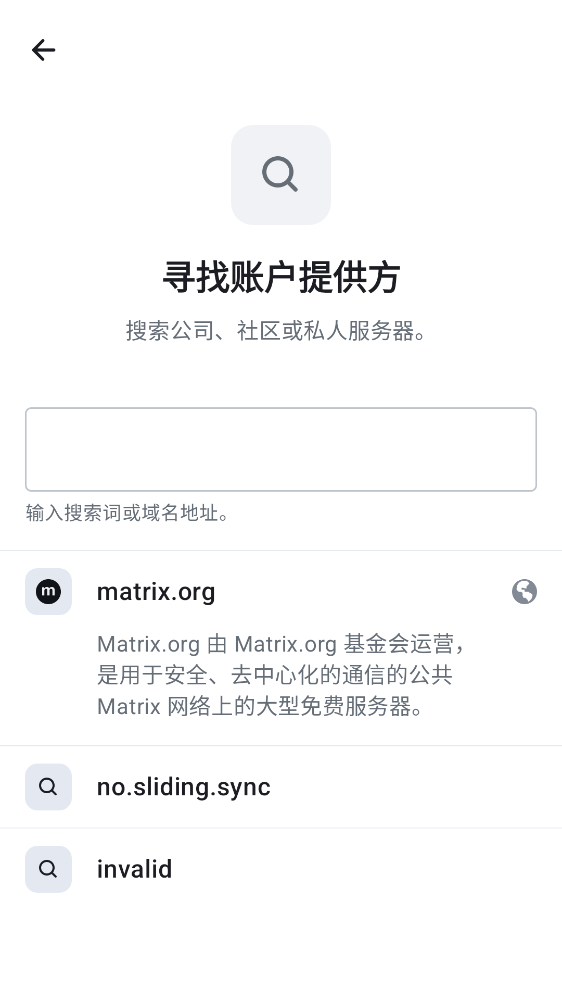 寻找账户提供方
搜索公司、社区或私人服务器。
输入搜索词或域名地址。
m
matrix.org
Matrix.org 由 Matrix.org 基金会运营，
是用于安全、去中心化的通信的公共
Matrix 网络上的大型免费服务器。
no.sliding.sync
invalid